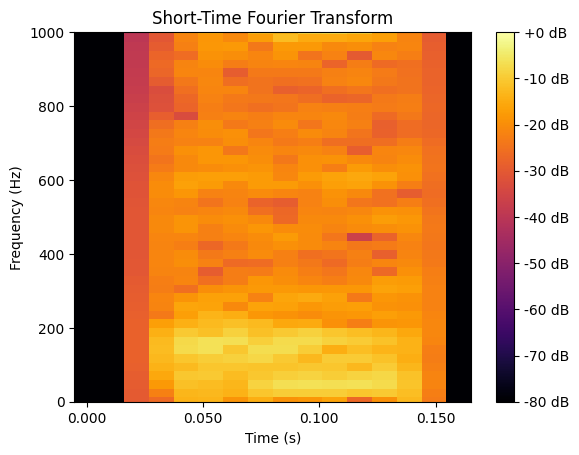 Short-Time Fourier Transform
1000
800
600
400
200
0
Frequency (Hz)
0.000
0.050
0.100
0.150
Time (s)
+0 dB
-10 dB
-20 dB
-30 dB
-40 dB
-50 dB
-60 dB
-70 dB
-80 dB